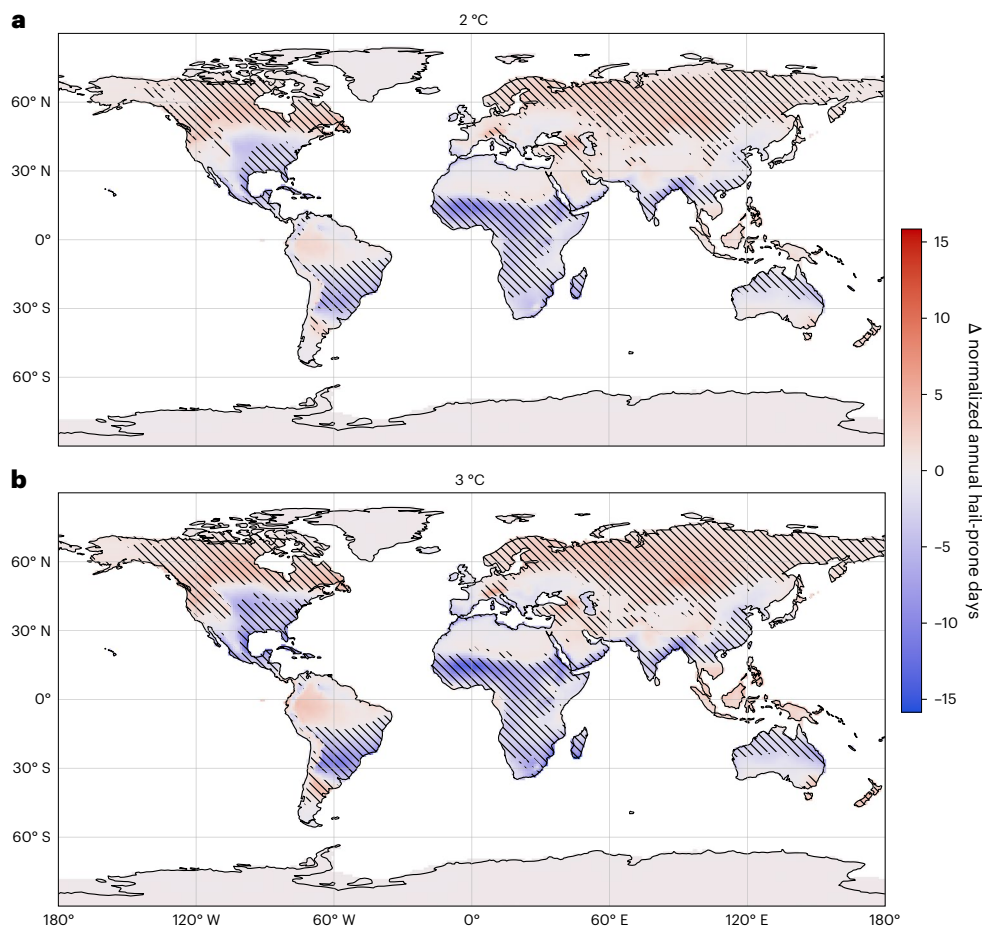 a
2 °C
60° N
30° N
0°
30° S
60° S
b
3 °C
60° N
30° N
0°
30° S
60° S
180°
120° W
60° W
0°
60° E
120° E
180°
15
10
5
0
−5
−10
−15
Δ normalized annual hail-prone days